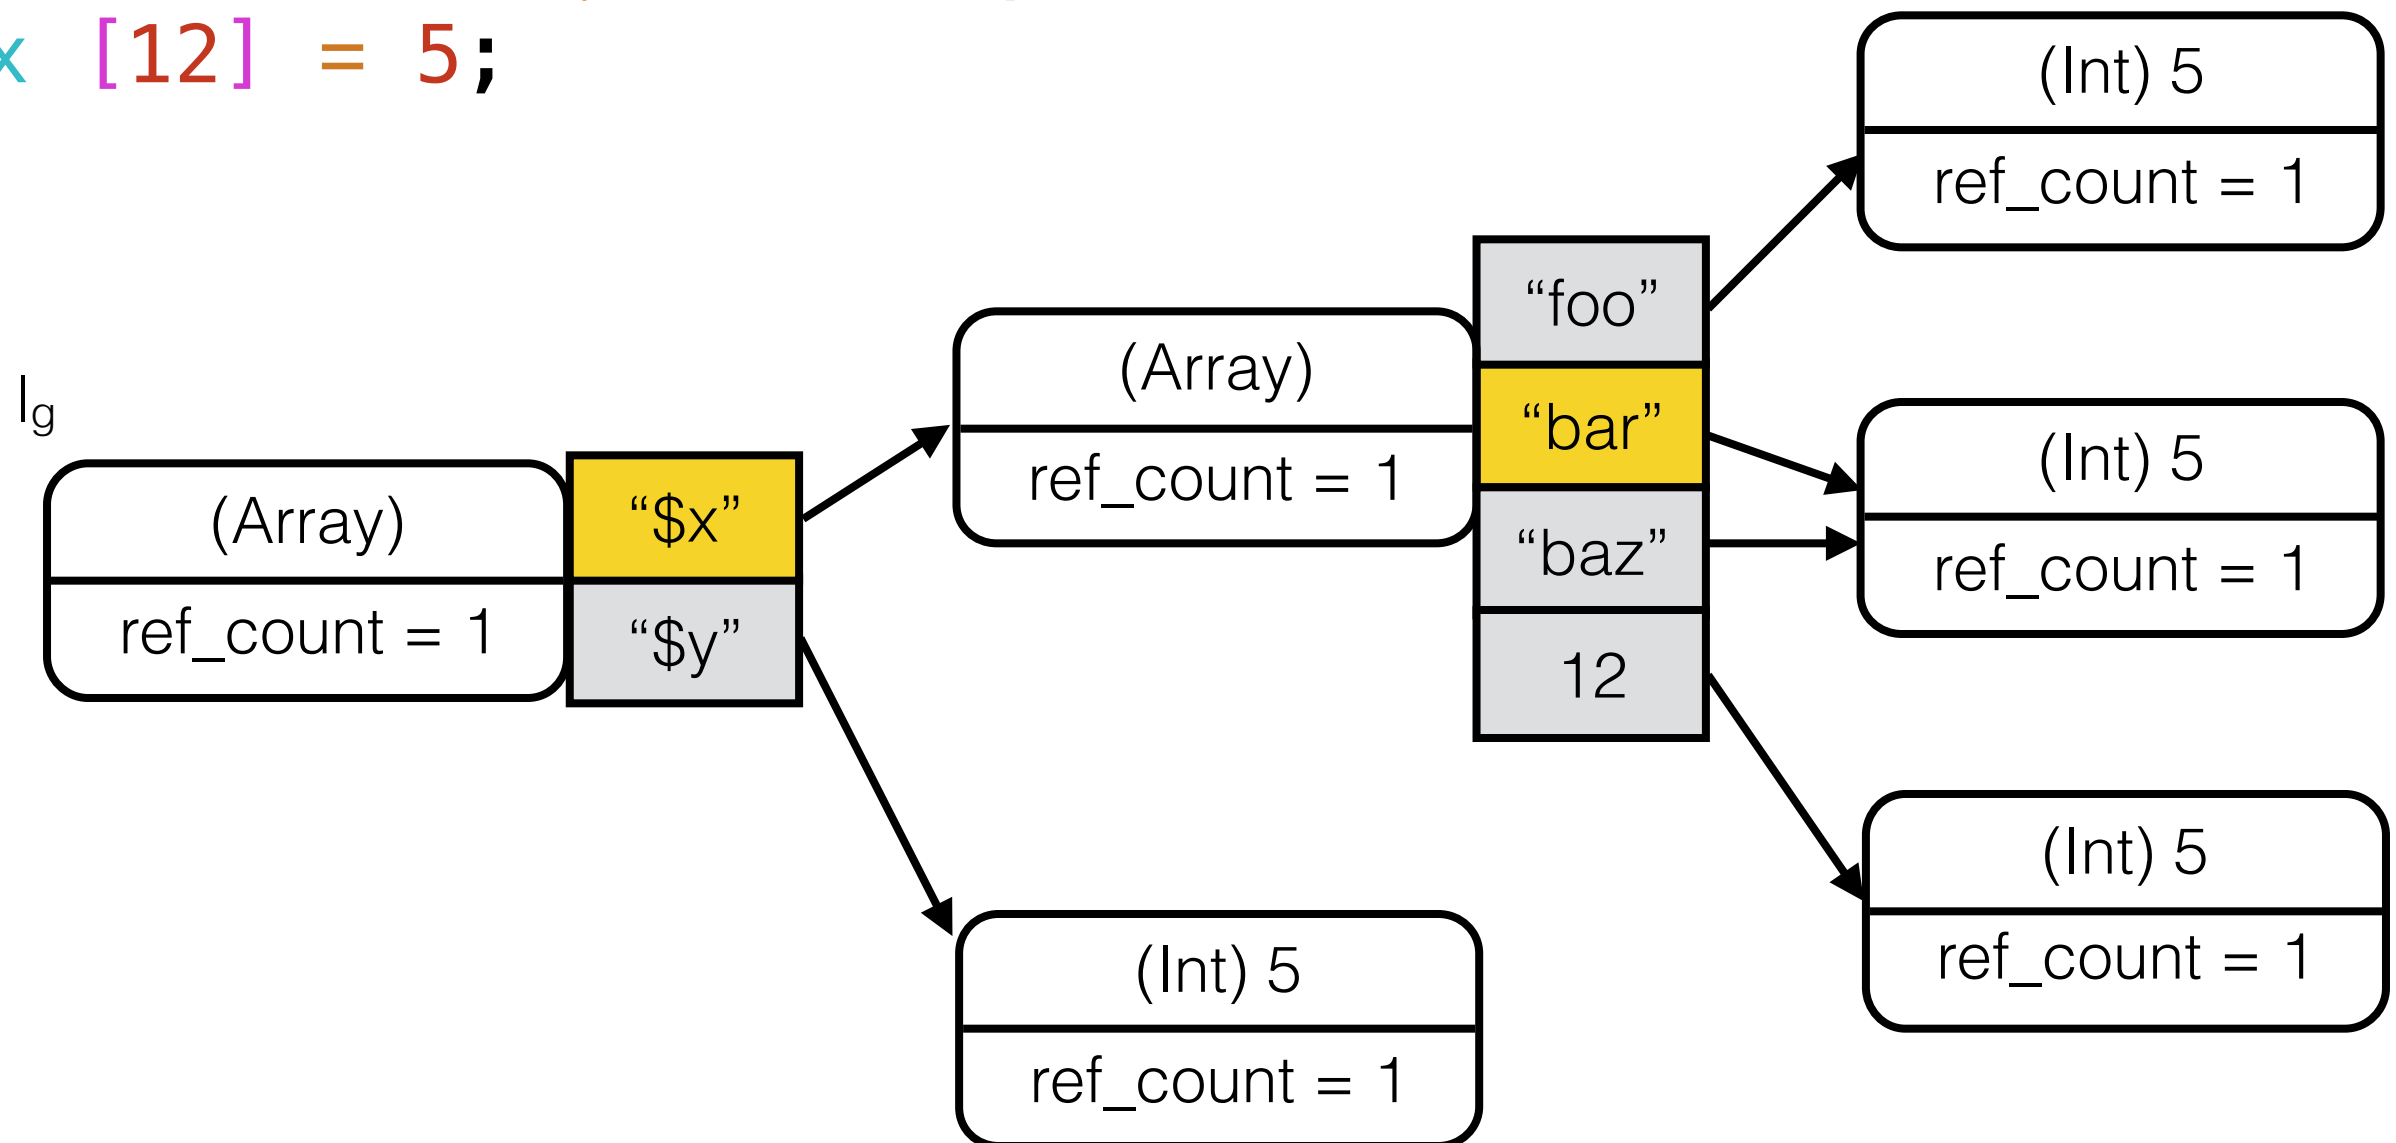 x [12] = 5;
(Int) 5
ref_count = 1
“foo”
(Array)
ref_count = 1
“bar”
“baz”
12
(Int) 5
ref_count = 1
lg
(Array)
ref_count = 1
“$x”
“$y”
(Int) 5
ref_count = 1
(Int) 5
ref_count = 1